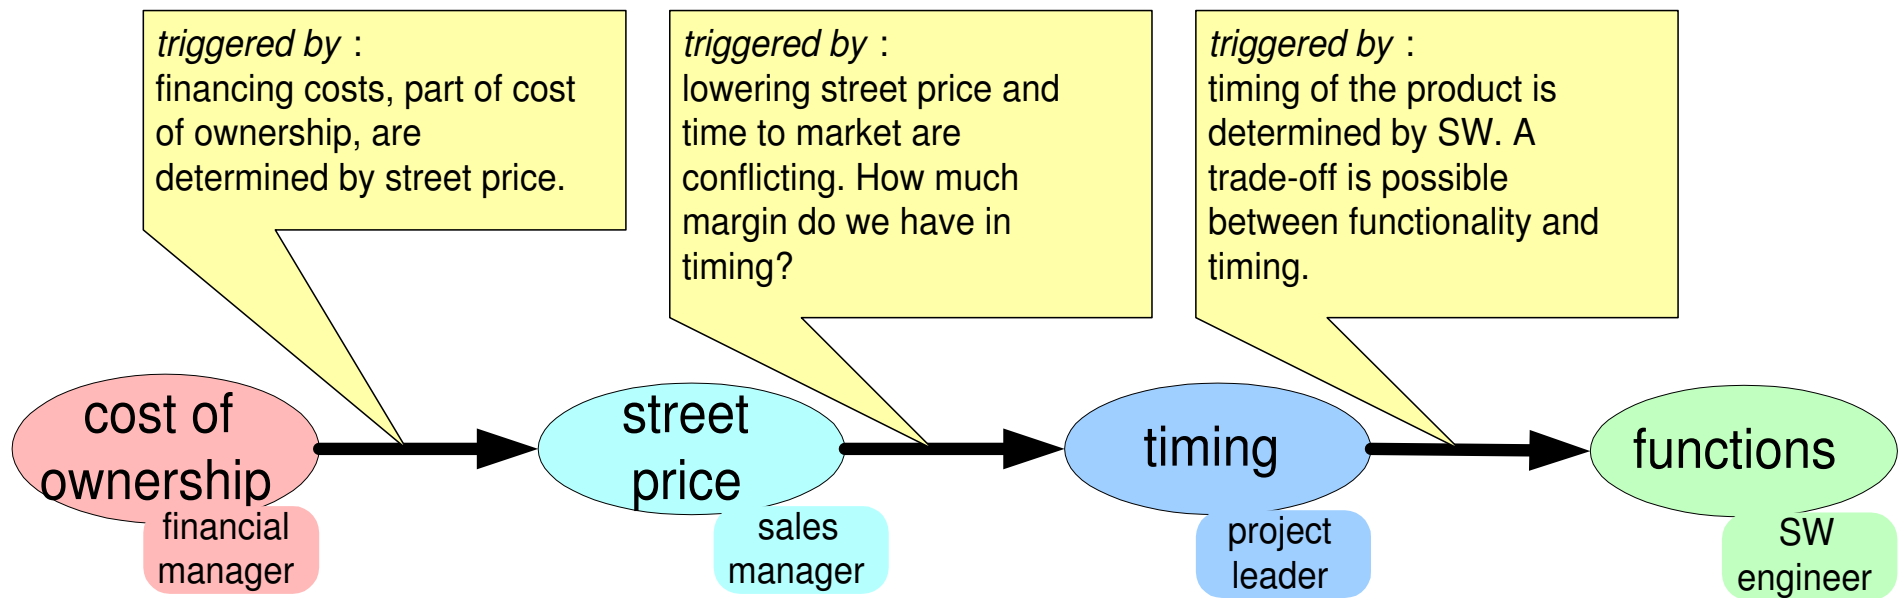 triggered by :
financing costs, part of cost
of ownership, are
determined by street price.
triggered by :
lowering street price and
time to market are
conflicting. How much
margin do we have in
timing?
triggered by :
timing of the product is
determined by SW. A
trade-off is possible
between functionality and
timing.
cost of
ownership
financial
manager
street
price
sales
manager
timing
project
leader
functions
SW
engineer